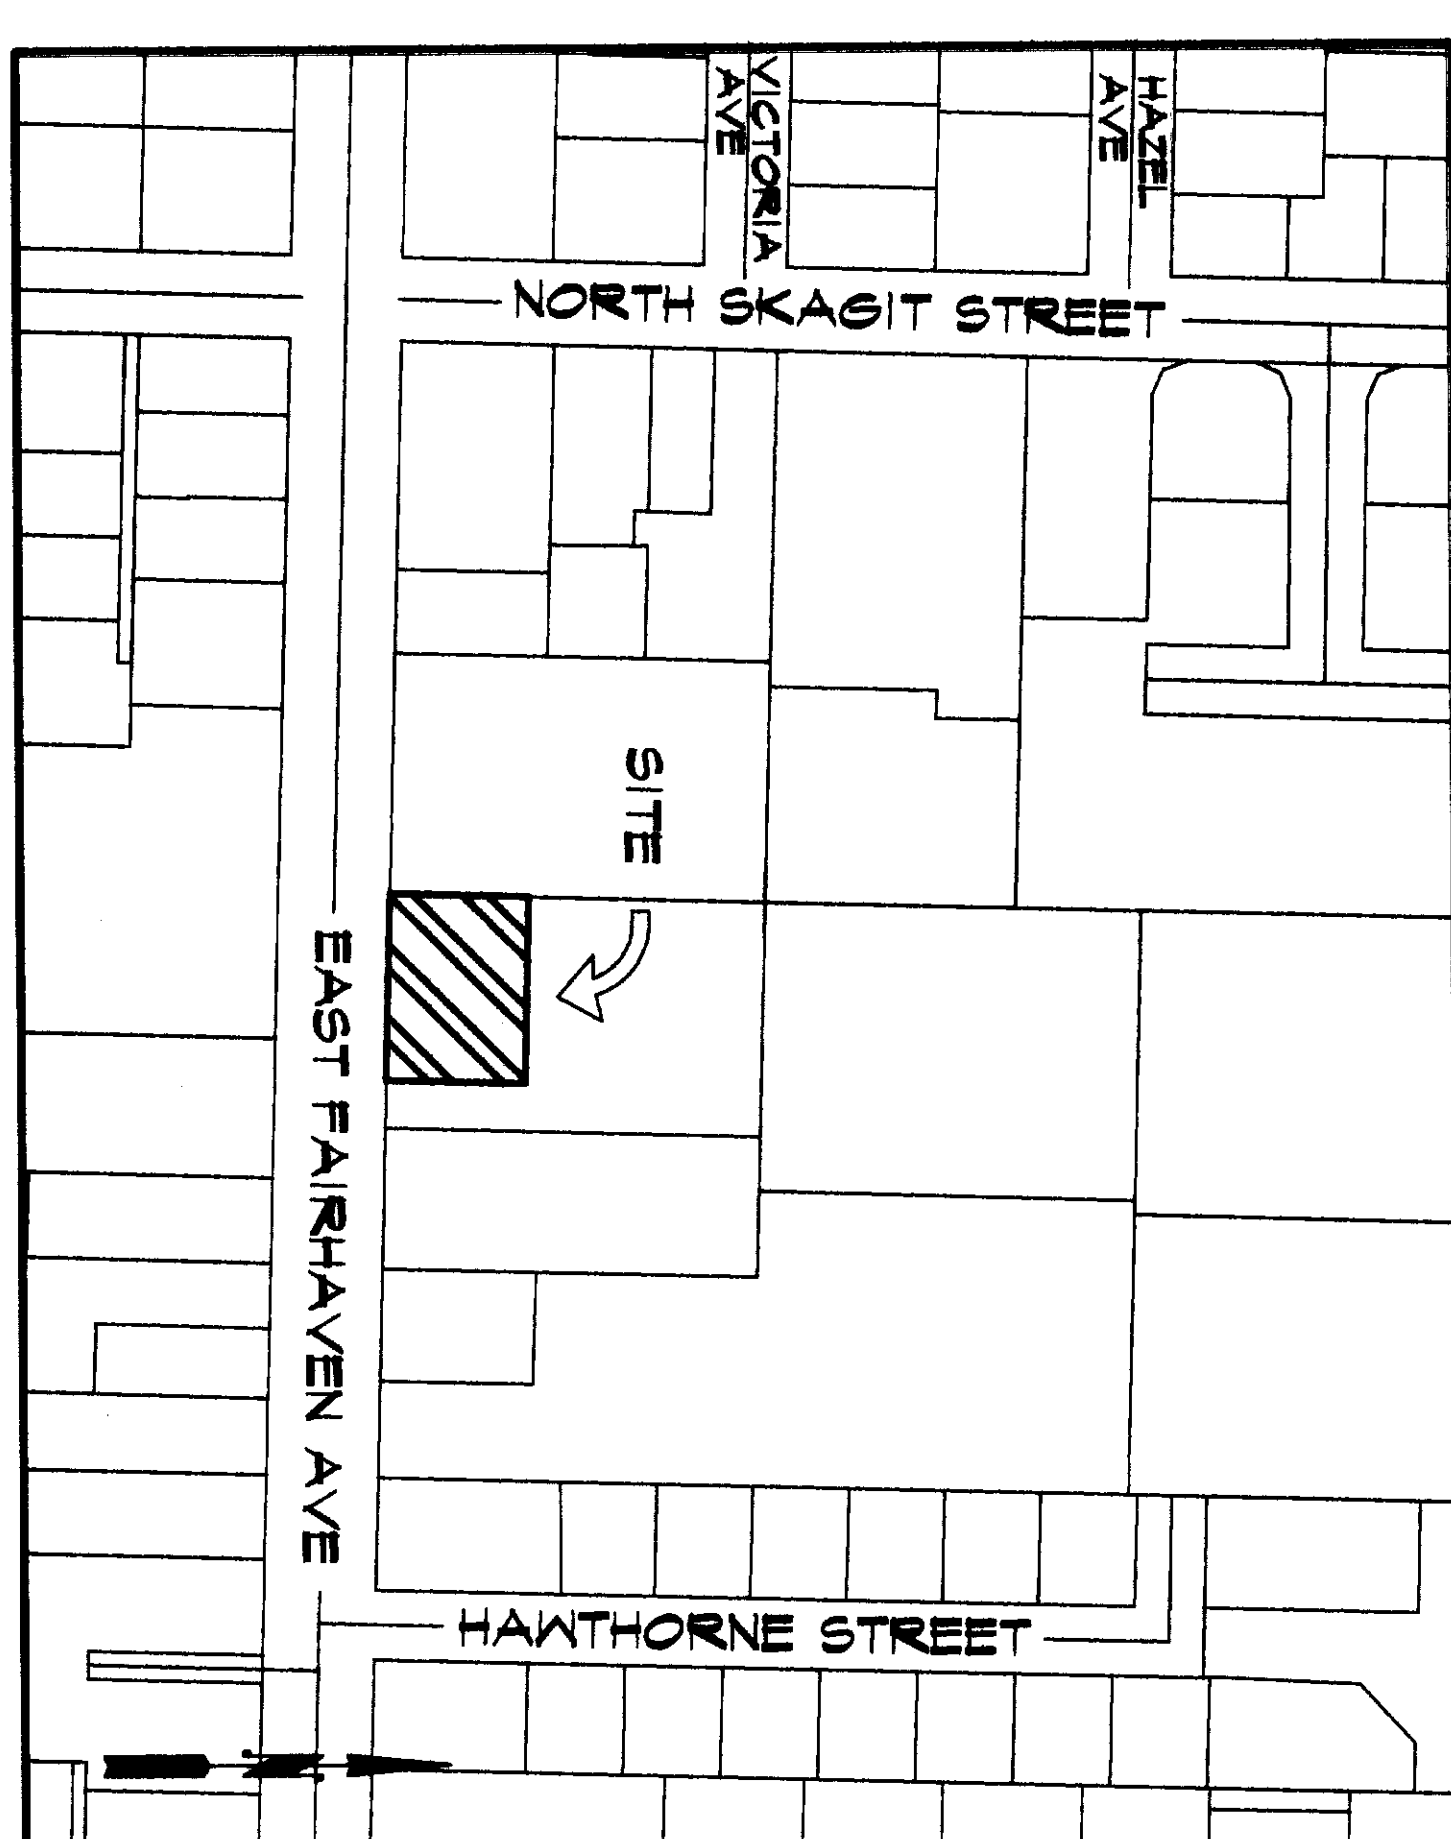 VICTORIA
AVE
HAZEL
AVE
NORTH SKAGIT STREET
SITE
EAST FAIRHAVEN AVE
HAWTHORNE STREET
N